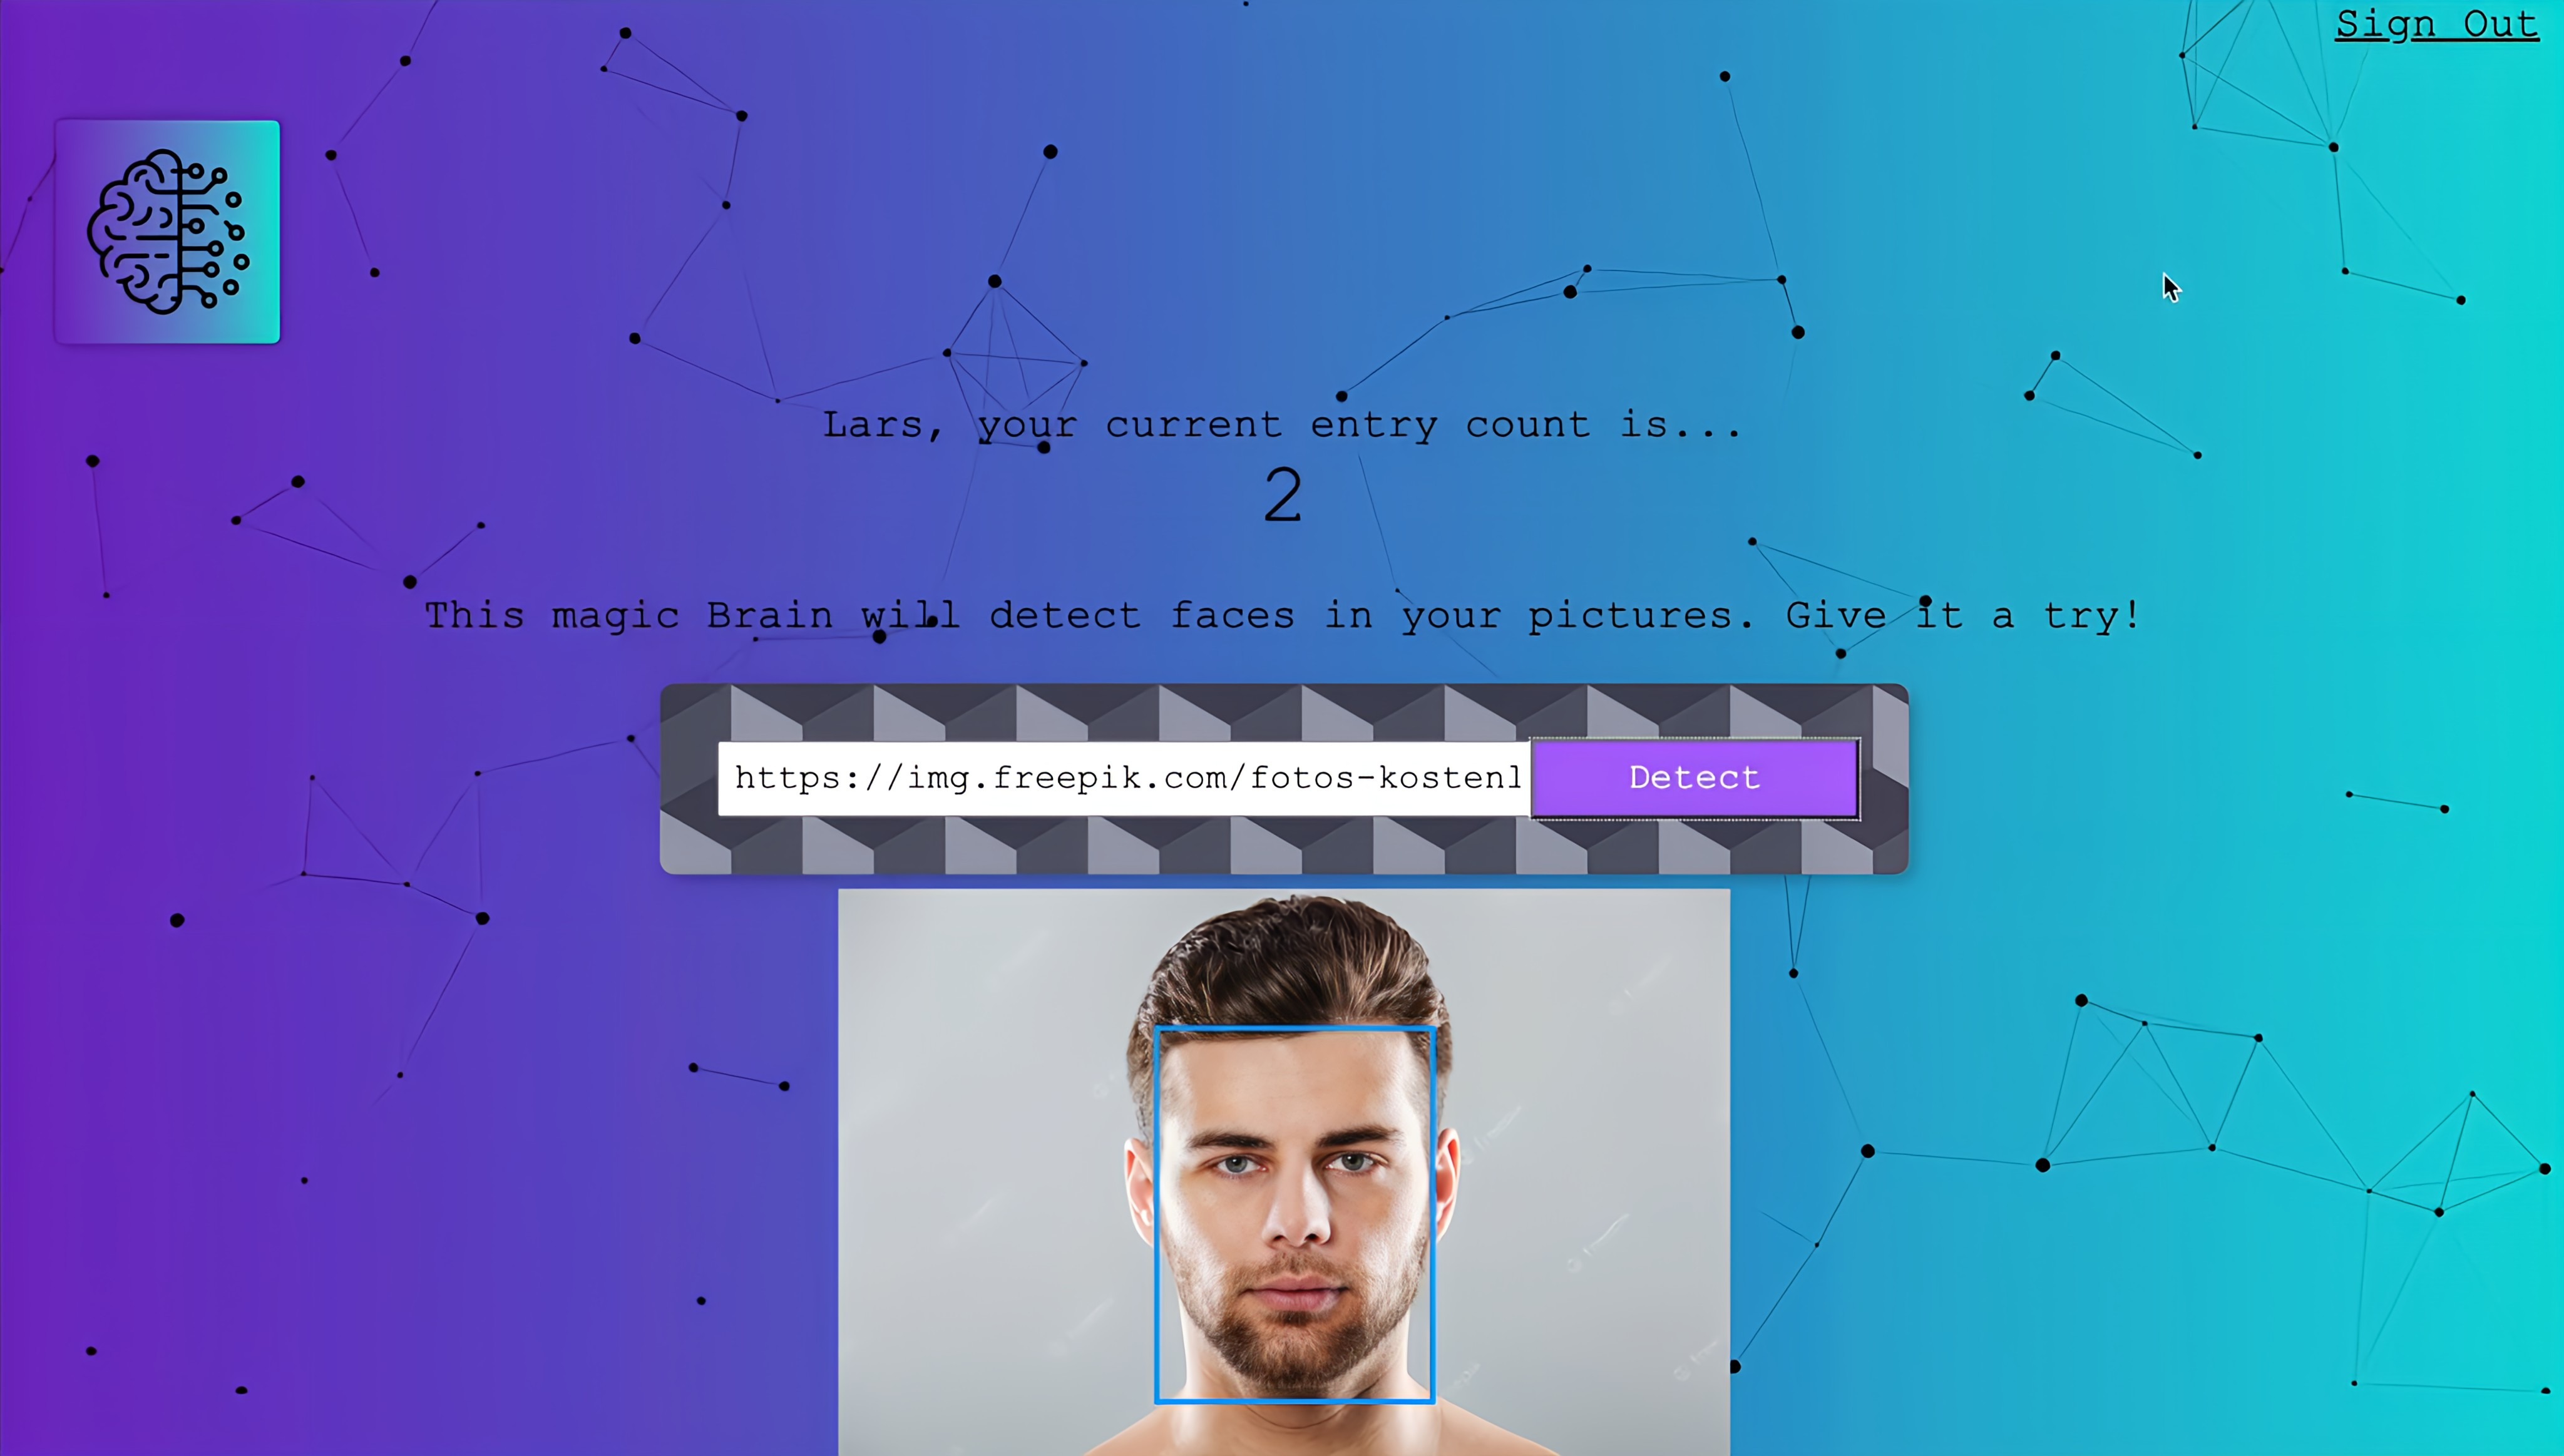 Sign Out
Lars, your current entry count is...
2
This magic Brain will detect faces in your pictures. Give it a try!
https://img.freepik.com/fotos-kostenl
Detect